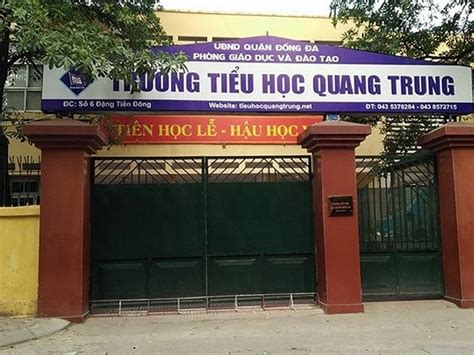 UBND QUẬN ĐỐNG ĐA
PHÒNG GIÁO DỤC VÀ ĐÀO TẠO
TRƯỜNG TIỂU HỌC QUANG TRUNG
ĐC: Số 6 Đặng Tiến Đông
Website: tieuhocquangtrung.net
ĐT: 043 5376284 - 043 8572715
TIÊN HỌC LỄ - HẬU HỌC